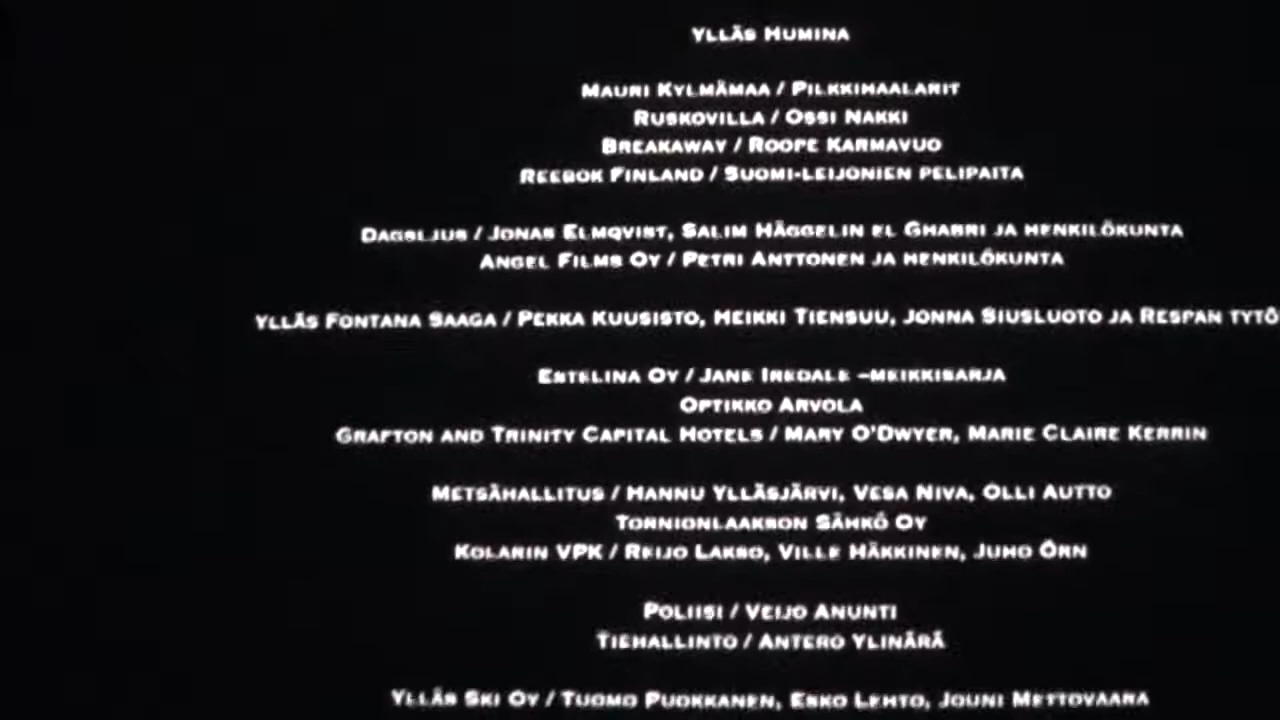 Ylläs Humina
Mauri Kylmämaa / Pilkkihaalarit
Ruskovilla / Ossi Nakki
Breakaway / Roope Karmavuo
Reebok Finland / Suomi-leijonien pelipaita
Dagsljus / Jonas Elmqvist, Salim Häggelin el Ghabri ja henkilökunta
Angel Films Oy / Petri Anttonen ja henkilökunta
Ylläs Fontana Saaga / Pekka Kuusisto, Heikki Tiensuu, Jonna Siusluoto ja Respan tytö
Estelina Oy / Jane Iredale –meikkisarja
Optikko Arvola
Grafton and Trinity Capital Hotels / Mary O'Dwyer, Marie Claire Kerrin
Metsähallitus / Hannu Ylläsjärvi, Vesa Niva, Olli Autto
Tornionlaakson Sähkö Oy
Kolarin VPK / Reijo Lakso, Ville Häkkinen, Juho Örn
Poliisi / Veijo Anunti
Tiehallinto / Antero Ylinärä
Ylläs Ski Oy / Tuomo Puokkanen, Esko Lehto, Jouni Mettovaara